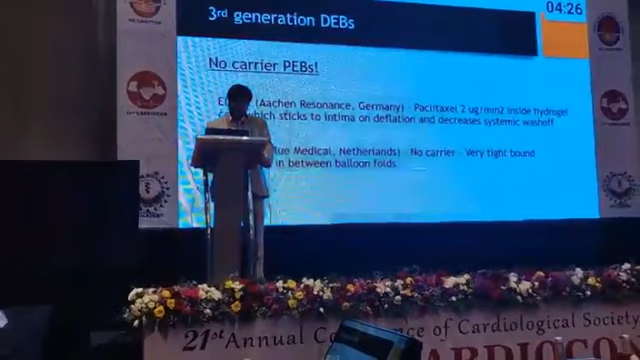 04:26
3rd generation DEBs
No carrier PEBs!
(Aachen Resonance, Germany) - Paclitaxel 2 ug/mm2 inside hydrogel
which sticks to intima on deflation and decreases systemic washoff
Medical, Netherlands) - No carrier - Very tight bound
in between balloon folds
21st Annual Conference of Cardiological Society
CARDIOCON